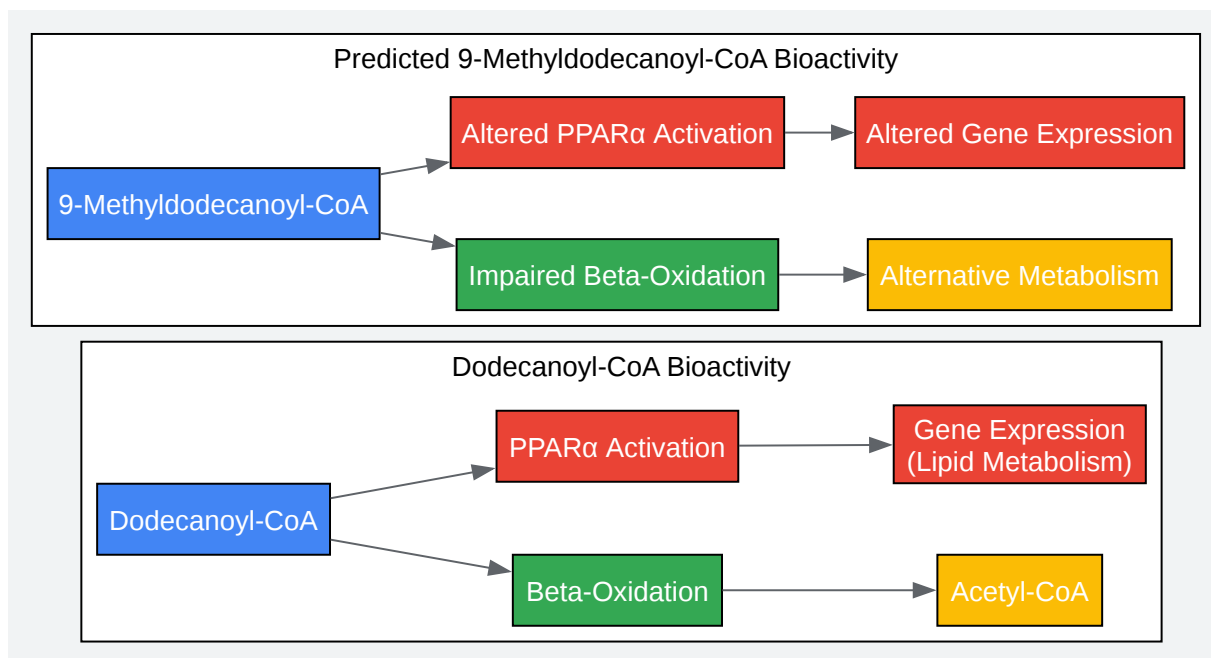 Predicted 9-Methyldodecanoyl-CoA Bioactivity
Altered PPARα Activation
Altered Gene Expression
9-Methyldodecanoyl-CoA
Impaired Beta-Oxidation
Alternative Metabolism
Dodecanoyl-CoA Bioactivity
PPARα Activation
Gene Expression
(Lipid Metabolism)
Dodecanoyl-CoA
Beta-Oxidation
Acetyl-CoA